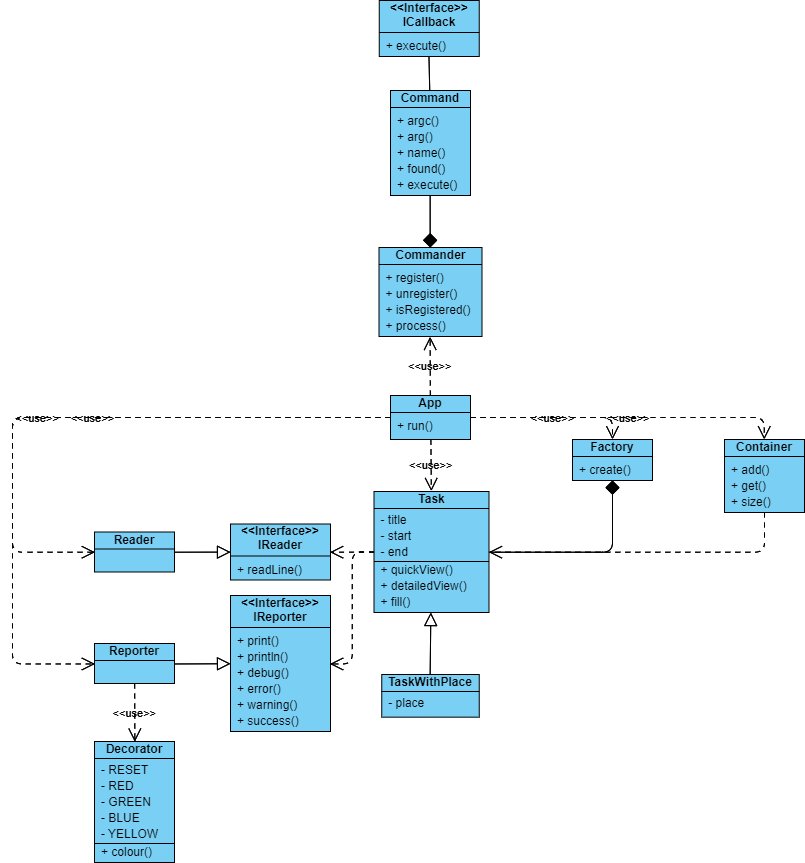 <<Interface>>
ICallback
+ execute()
Command
+ argc()
+ arg()
+ name()
+ found()
+ execute()
Commander
+ register()
+ unregister()
+ isRegistered()
+ process()
<<use>>
App
+ run()
<<use>>
<<use>>
<<use>>
<<use>>
<<use>>
Factory
+ create()
Container
+ add()
+ get()
+ size()
Task
- title
- start
- end
+ quickView()
+ detailedView()
+ fill()
Reader
<<Interface>>
IReader
+ readLine()
<<Interface>>
IReporter
+ print()
+ println()
+ debug()
+ error()
+ warning()
+ success()
Reporter
TaskWithPlace
- place
<<use>>
Decorator
- RESET
- RED
- GREEN
- BLUE
- YELLOW
+ colour()